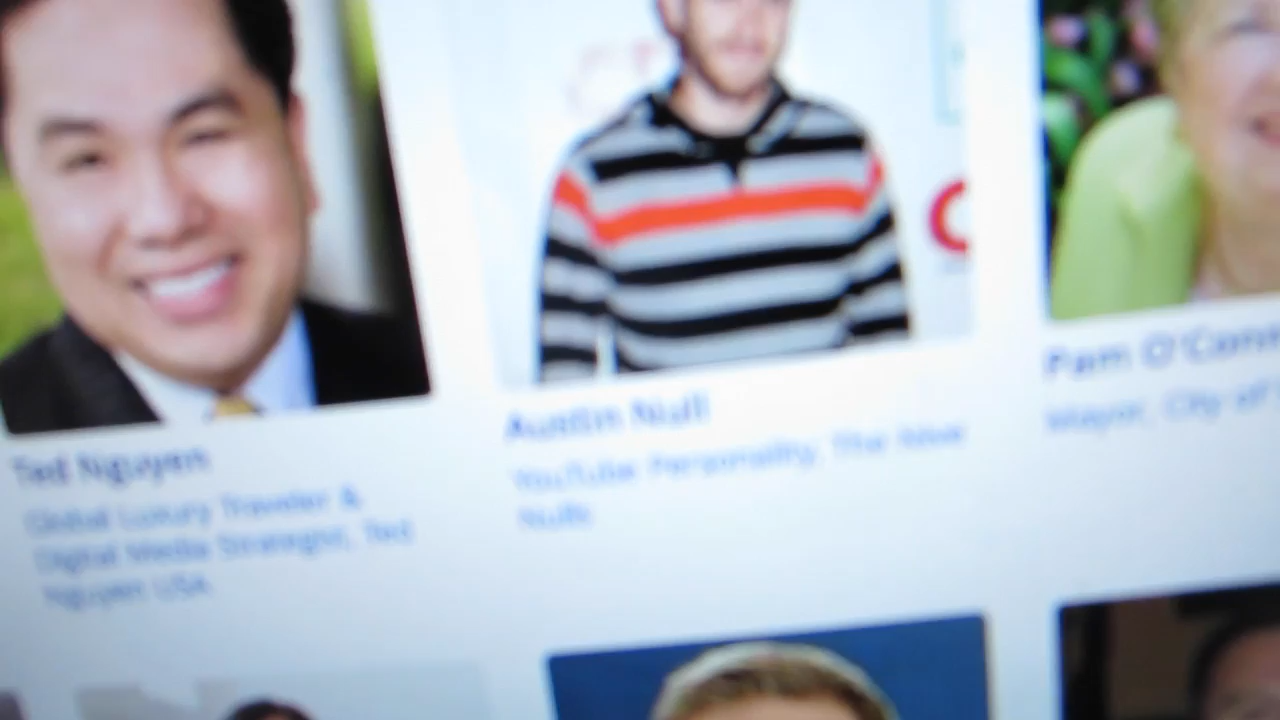 Ted Nguyen
Global Luxury Traveler &
Digital Media Strategist, Ted
Nguyen USA
Austin Null
YouTube Personality, The Nive
Nulls
Pam O'Conn
Mayor, City of